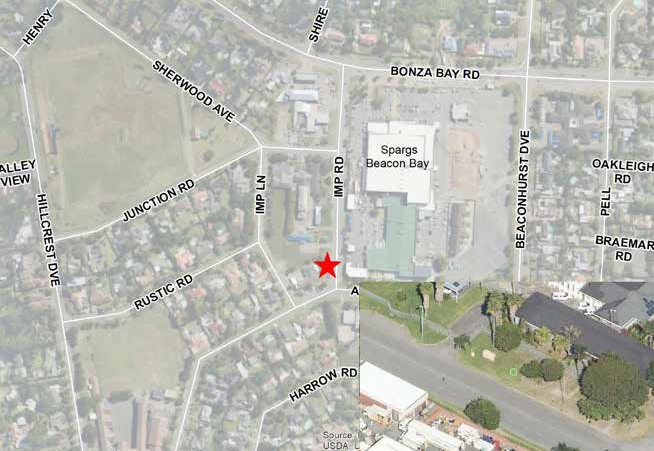 HENRY
SHIRE
SHERWOOD AVE
BONZA BAY RD
Spargs
Beacon Bay
ALLEY
VIEW
JUNCTION RD
IMP LN
IMP RD
BEACONHURST DVE
OAKLEIGH
RD
PELL
HILLCREST DVE
BRAEMAR
RD
RUSTIC RD
A
HARROW RD
Source
USDA, U